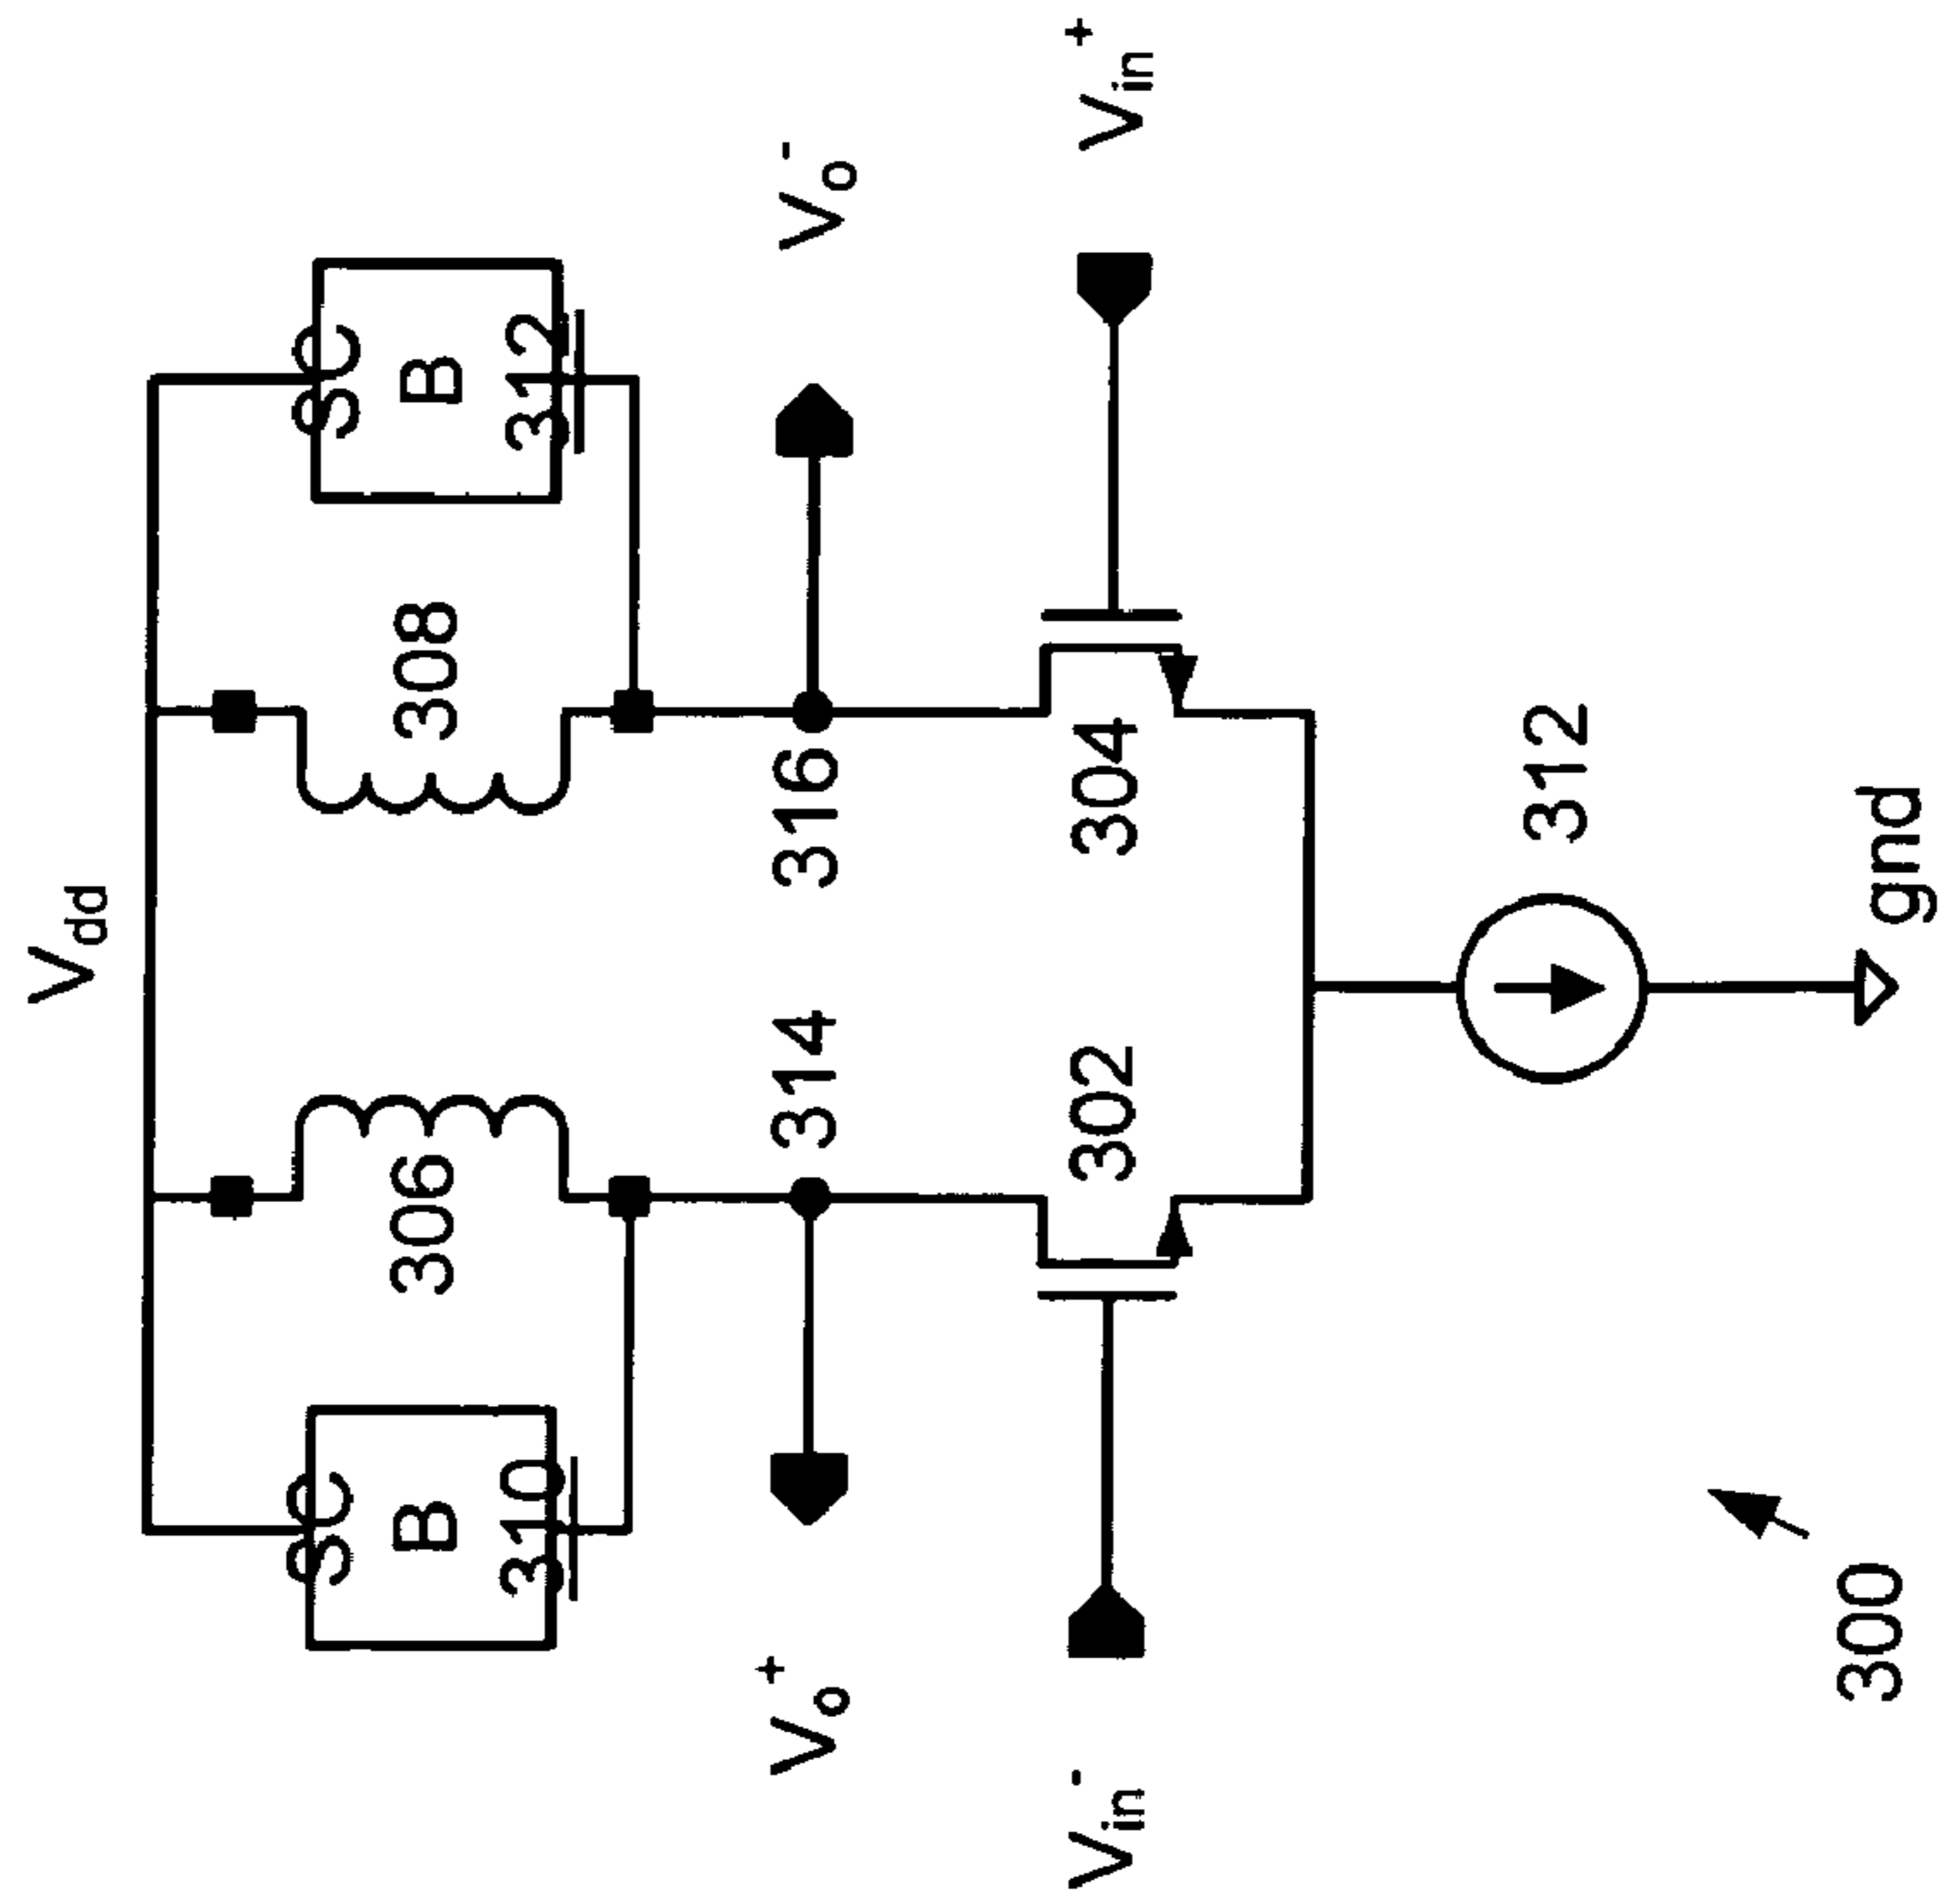 V_dd
SC
SC
B
306
308
B
310
312
V_o^+
314
316
V_o^-
V_in^-
302
304
V_in^+
312
300
gnd